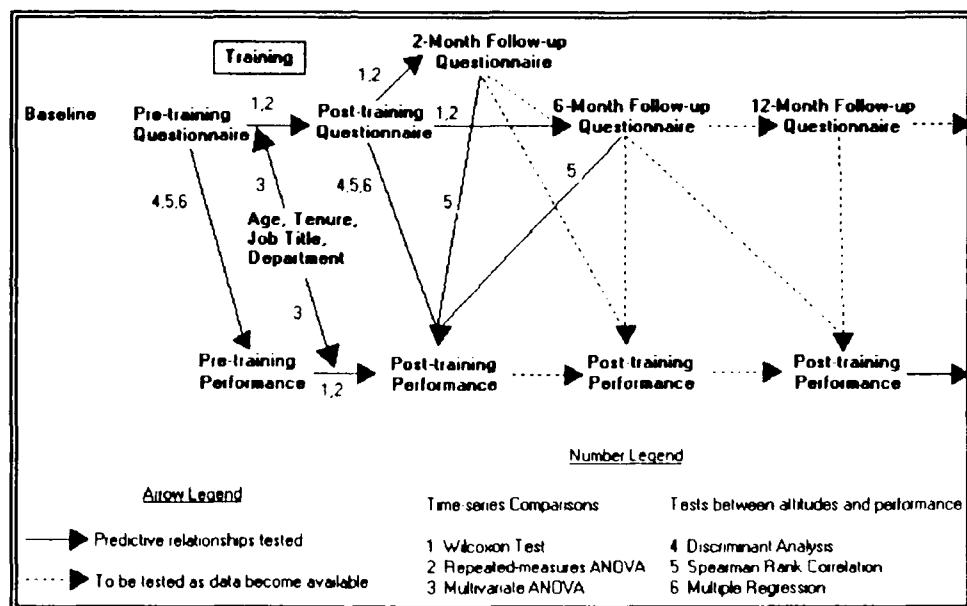 2-Month Follow-up
Questionnaire
Training
1,2
Baseline
Pre-training
Questionnaire
1,2
Post-training
Questionnaire
1,2
6-Month Follow-up
Questionnaire
12-Month Follow-up
Questionnaire
4,5,6
3
4,5,6
5
5
Age, Tenure,
Job Title,
Department
3
Pre-training
Performance
1,2
Post-training
Performance
Post-training
Performance
Post-training
Performance
Number Legend
Arrow Legend
Time-series Comparisons
Tests between attitudes and performance
Predictive relationships tested
1 Wilcoxon Test
4 Discriminant Analysis
2 Repeated-measures ANOVA
5 Spearman Rank Correlation
To be tested as data become available
3 Multivariate ANOVA
6 Multiple Regression